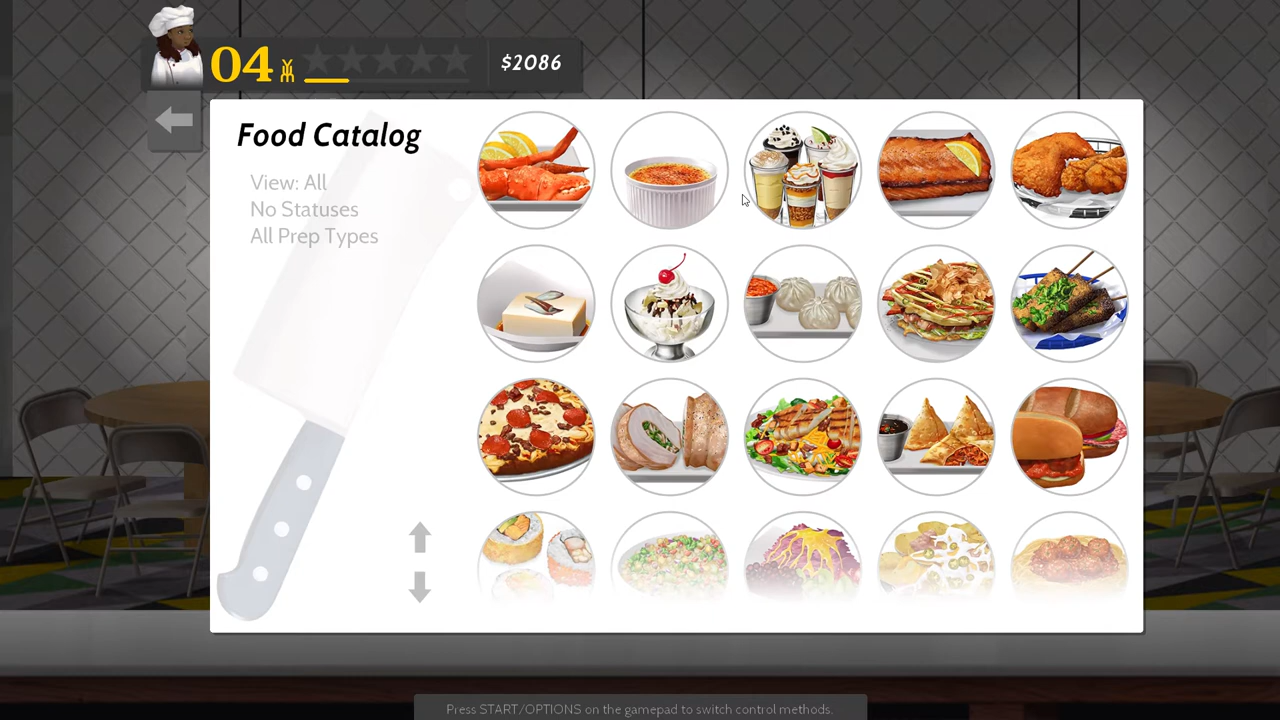 04
$2086
Food Catalog
View: All
No Statuses
All Prep Types
Press START/OPTIONS on the gamepad to switch control methods.